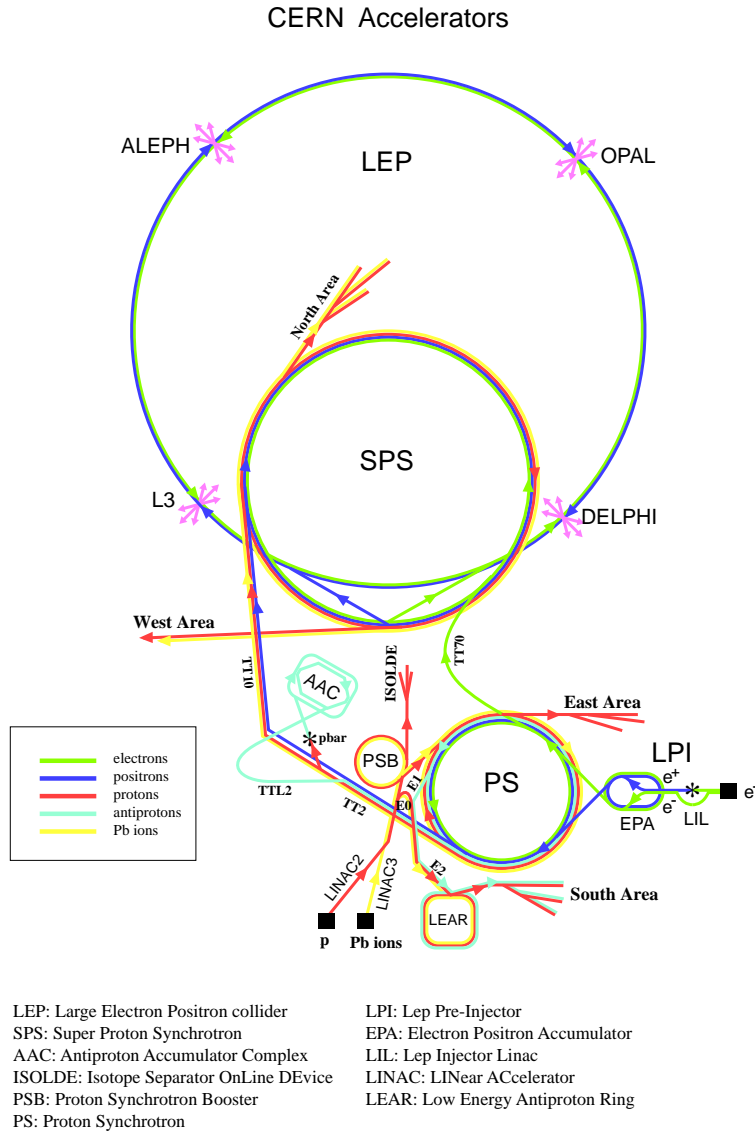 CERN Accelerators
ALEPH
LEP
OPAL
North Area
SPS
L3
DELPHI
West Area
TT10
AAC
ISOLDE
TT70
pbar
East Area
electrons
positrons
protons
antiprotons
Pb ions
PSB
PS
LPI
TTL2
TT2
E1
E0
e+
e-
e-
EPA
LIL
LINAC2
LINAC3
E2
LEAR
South Area
p
Pb ions
LEP: Large Electron Positron collider
SPS: Super Proton Synchrotron
AAC: Antiproton Accumulator Complex
ISOLDE: Isotope Separator OnLine DEvice
PSB: Proton Synchrotron Booster
PS: Proton Synchrotron
LPI: Lep Pre-Injector
EPA: Electron Positron Accumulator
LIL: Lep Injector Linac
LINAC: LINear ACcelerator
LEAR: Low Energy Antiproton Ring